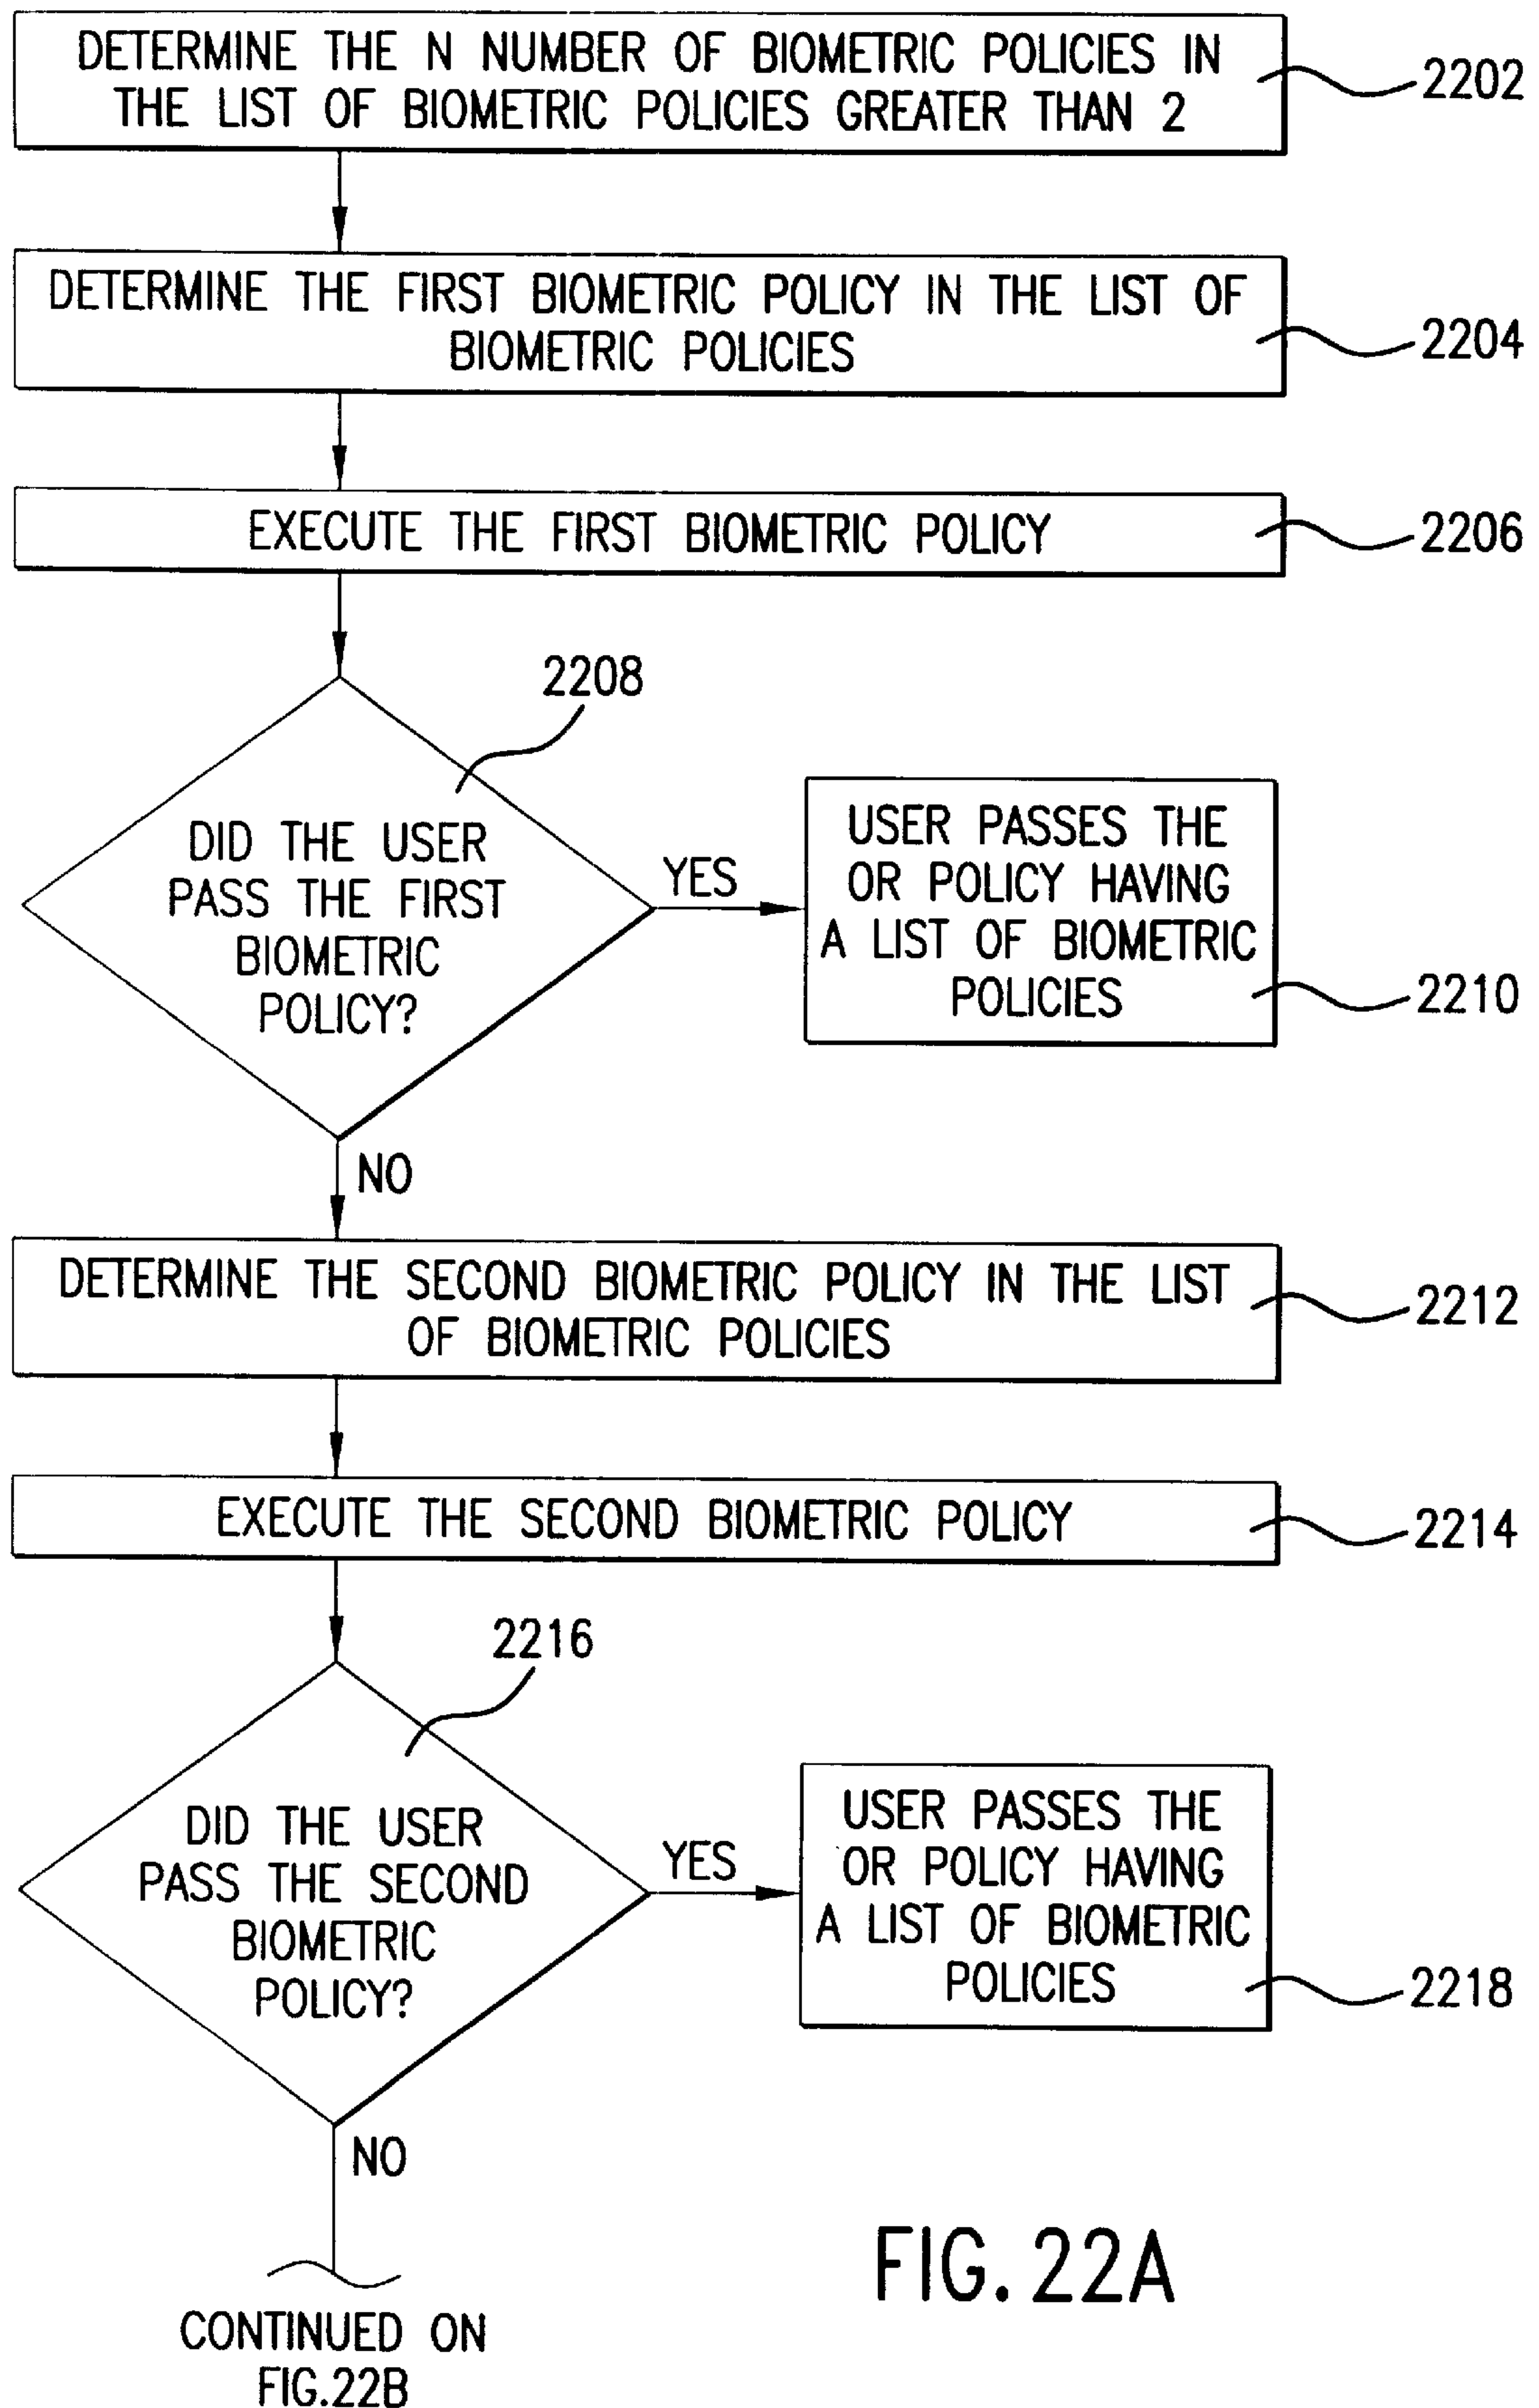 DETERMINE THE N NUMBER OF BIOMETRIC POLICIES IN
THE LIST OF BIOMETRIC POLICIES GREATER THAN 2
2202
DETERMINE THE FIRST BIOMETRIC POLICY IN THE LIST OF
BIOMETRIC POLICIES
2204
EXECUTE THE FIRST BIOMETRIC POLICY
2206
2208
DID THE USER
PASS THE FIRST
BIOMETRIC
POLICY?
YES
USER PASSES THE
OR POLICY HAVING
A LIST OF BIOMETRIC
POLICIES
2210
NO
DETERMINE THE SECOND BIOMETRIC POLICY IN THE LIST
OF BIOMETRIC POLICIES
2212
EXECUTE THE SECOND BIOMETRIC POLICY
2214
2216
DID THE USER
PASS THE SECOND
BIOMETRIC
POLICY?
YES
USER PASSES THE
OR POLICY HAVING
A LIST OF BIOMETRIC
POLICIES
2218
NO
FIG. 22A
CONTINUED ON
FIG.22B